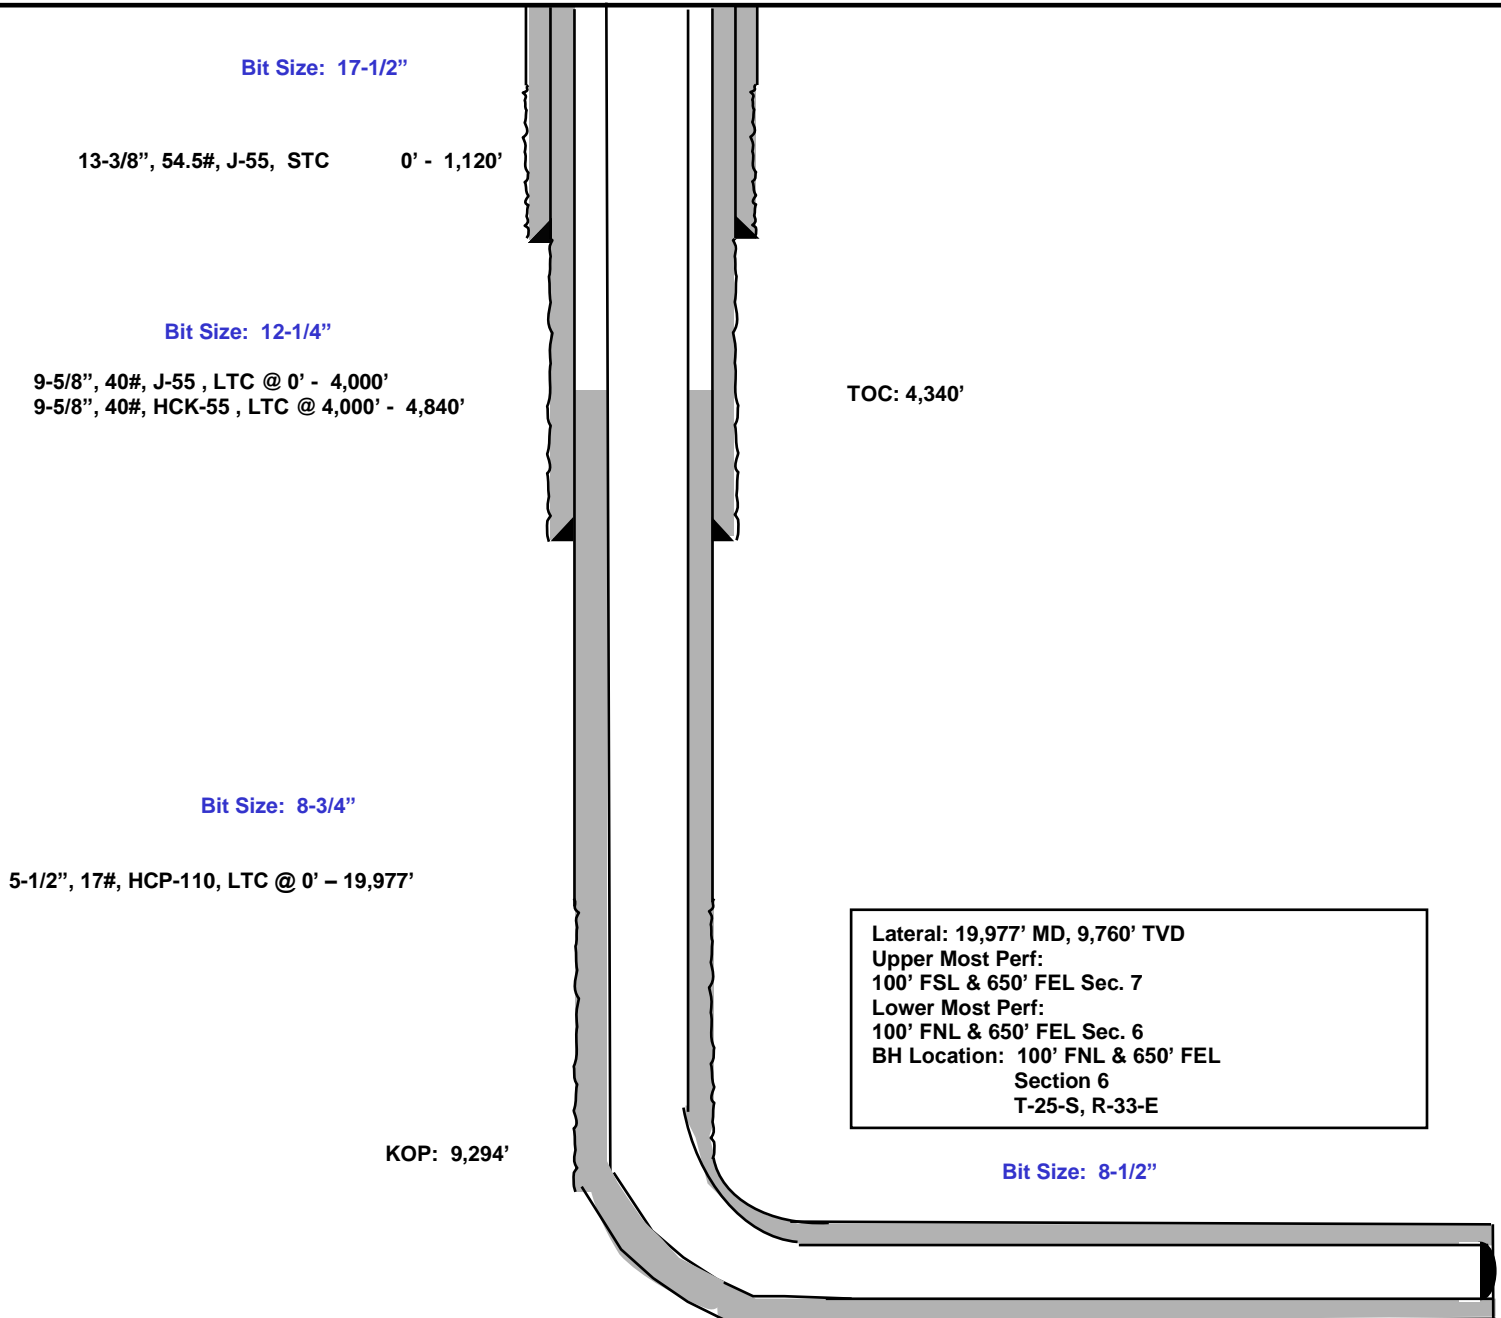 Bit Size: 17-1/2”
13-3/8”, 54.5#, J-55, STC 0’ - 1,120’
Bit Size: 12-1/4”
9-5/8”, 40#, J-55 , LTC @ 0’ - 4,000’
9-5/8”, 40#, HCK-55 , LTC @ 4,000’ - 4,840’
TOC: 4,340’
Bit Size: 8-3/4”
5-1/2”, 17#, HCP-110, LTC @ 0’ – 19,977’
Lateral: 19,977’ MD, 9,760’ TVD
Upper Most Perf:
100’ FSL & 650’ FEL Sec. 7
Lower Most Perf:
100’ FNL & 650’ FEL Sec. 6
BH Location: 100’ FNL & 650’ FEL
Section 6
T-25-S, R-33-E
KOP: 9,294’
Bit Size: 8-1/2”